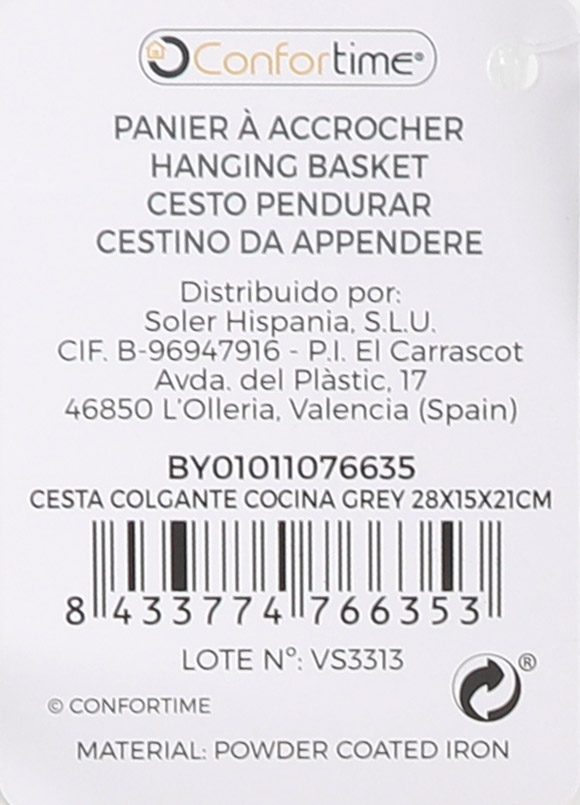 Confortime®
PANIER À ACCROCHER
HANGING BASKET
CESTO PENDURAR
CESTINO DA APPENDERE
Distribuido por:
Soler Hispania, S.L.U.
CIF. B-96947916 - P.I. El Carrascot
Avda. del Plàstic, 17
46850 L'Olleria, Valencia (Spain)
BY01011076635
CESTA COLGANTE COCINA GREY 28X15X21CM
8 433774 766353
LOTE Nº: VS3313
®
© CONFORTIME
MATERIAL: POWDER COATED IRON